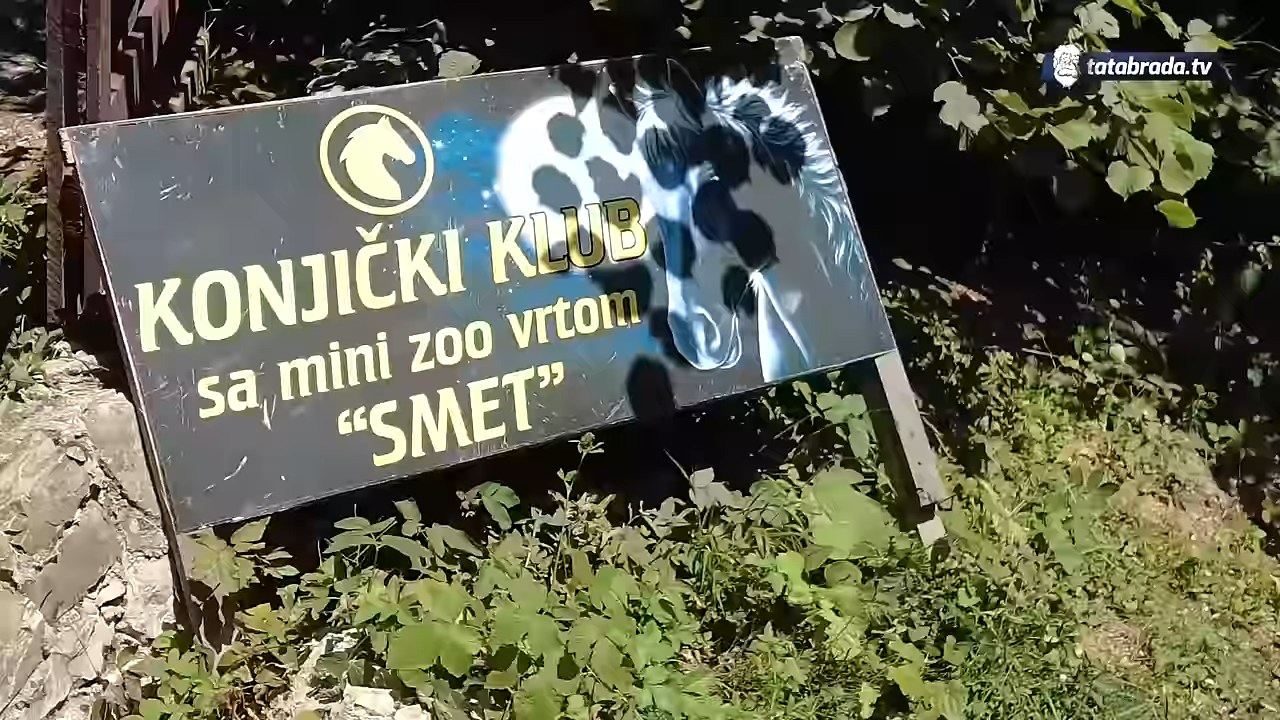 tatabrada.tv
KONJIČKI KLUB
sa mini zoo vrtom
“SMET”